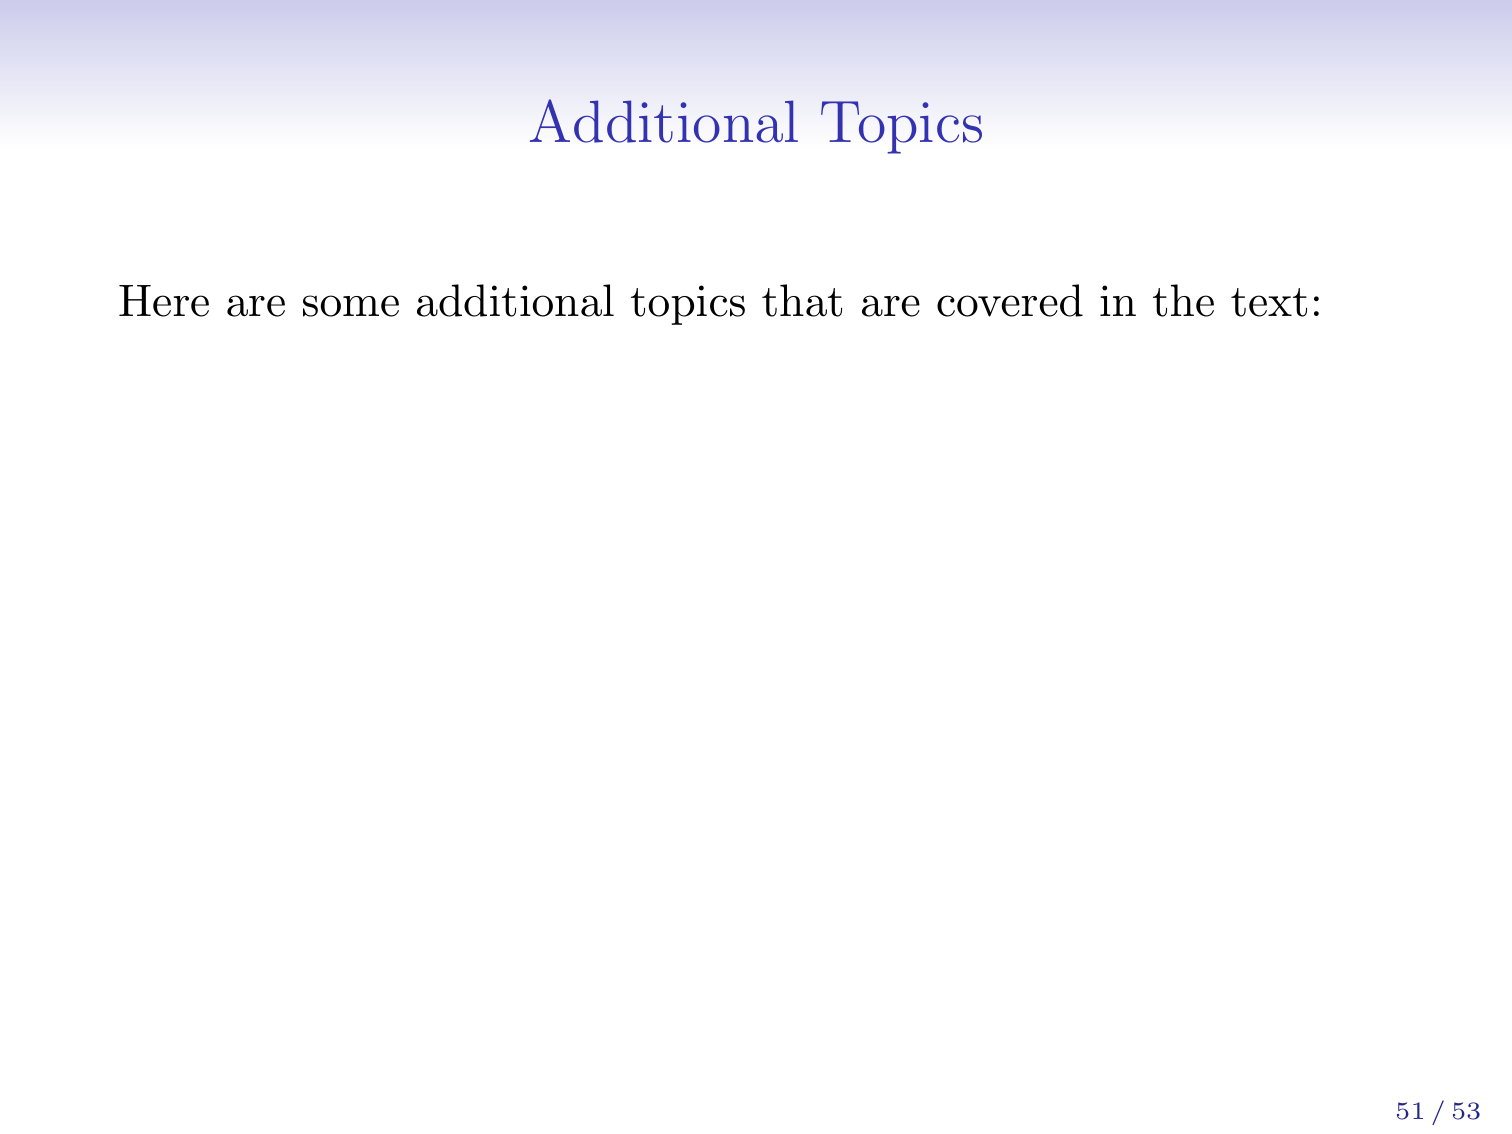 Additional Topics
Here are some additional topics that are covered in the text:
51 / 53